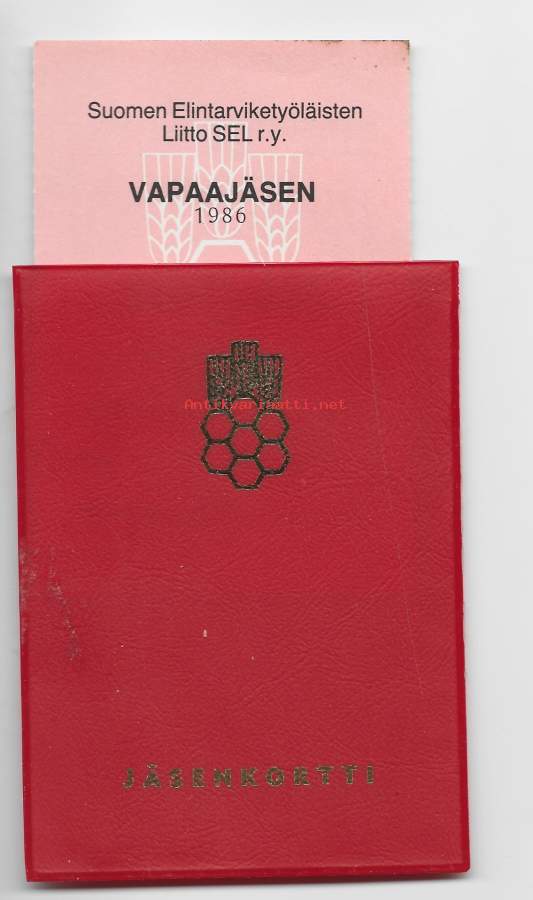 Suomen Elintarviketyöläisten
Liitto SEL r.y.
VAPAAJÄSEN
1986
Antikvariaatti.net
JÄSENKORTTI